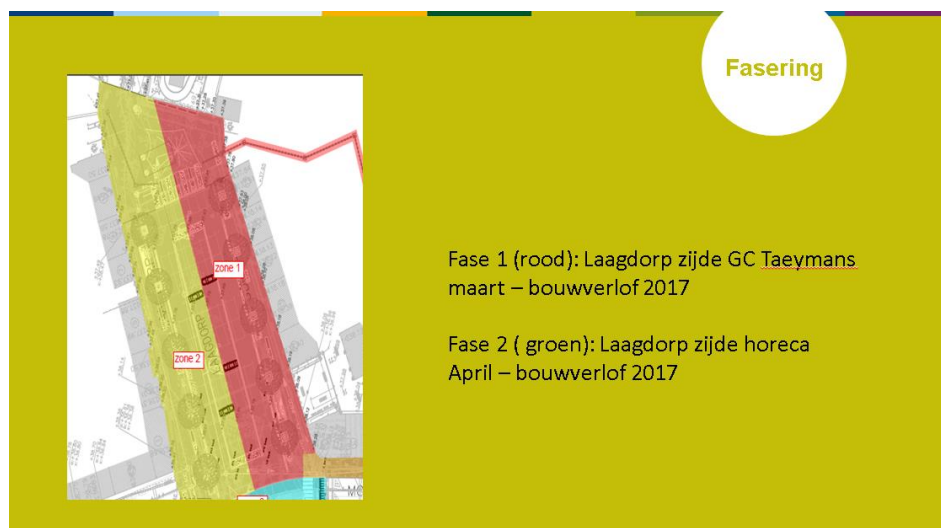 Fasering
zone 1
zone 2
LAAGDORP
Fase 1 (rood): Laagdorp zijde GC Taeymans
maart – bouwverlof 2017
Fase 2 ( groen): Laagdorp zijde horeca
April – bouwverlof 2017